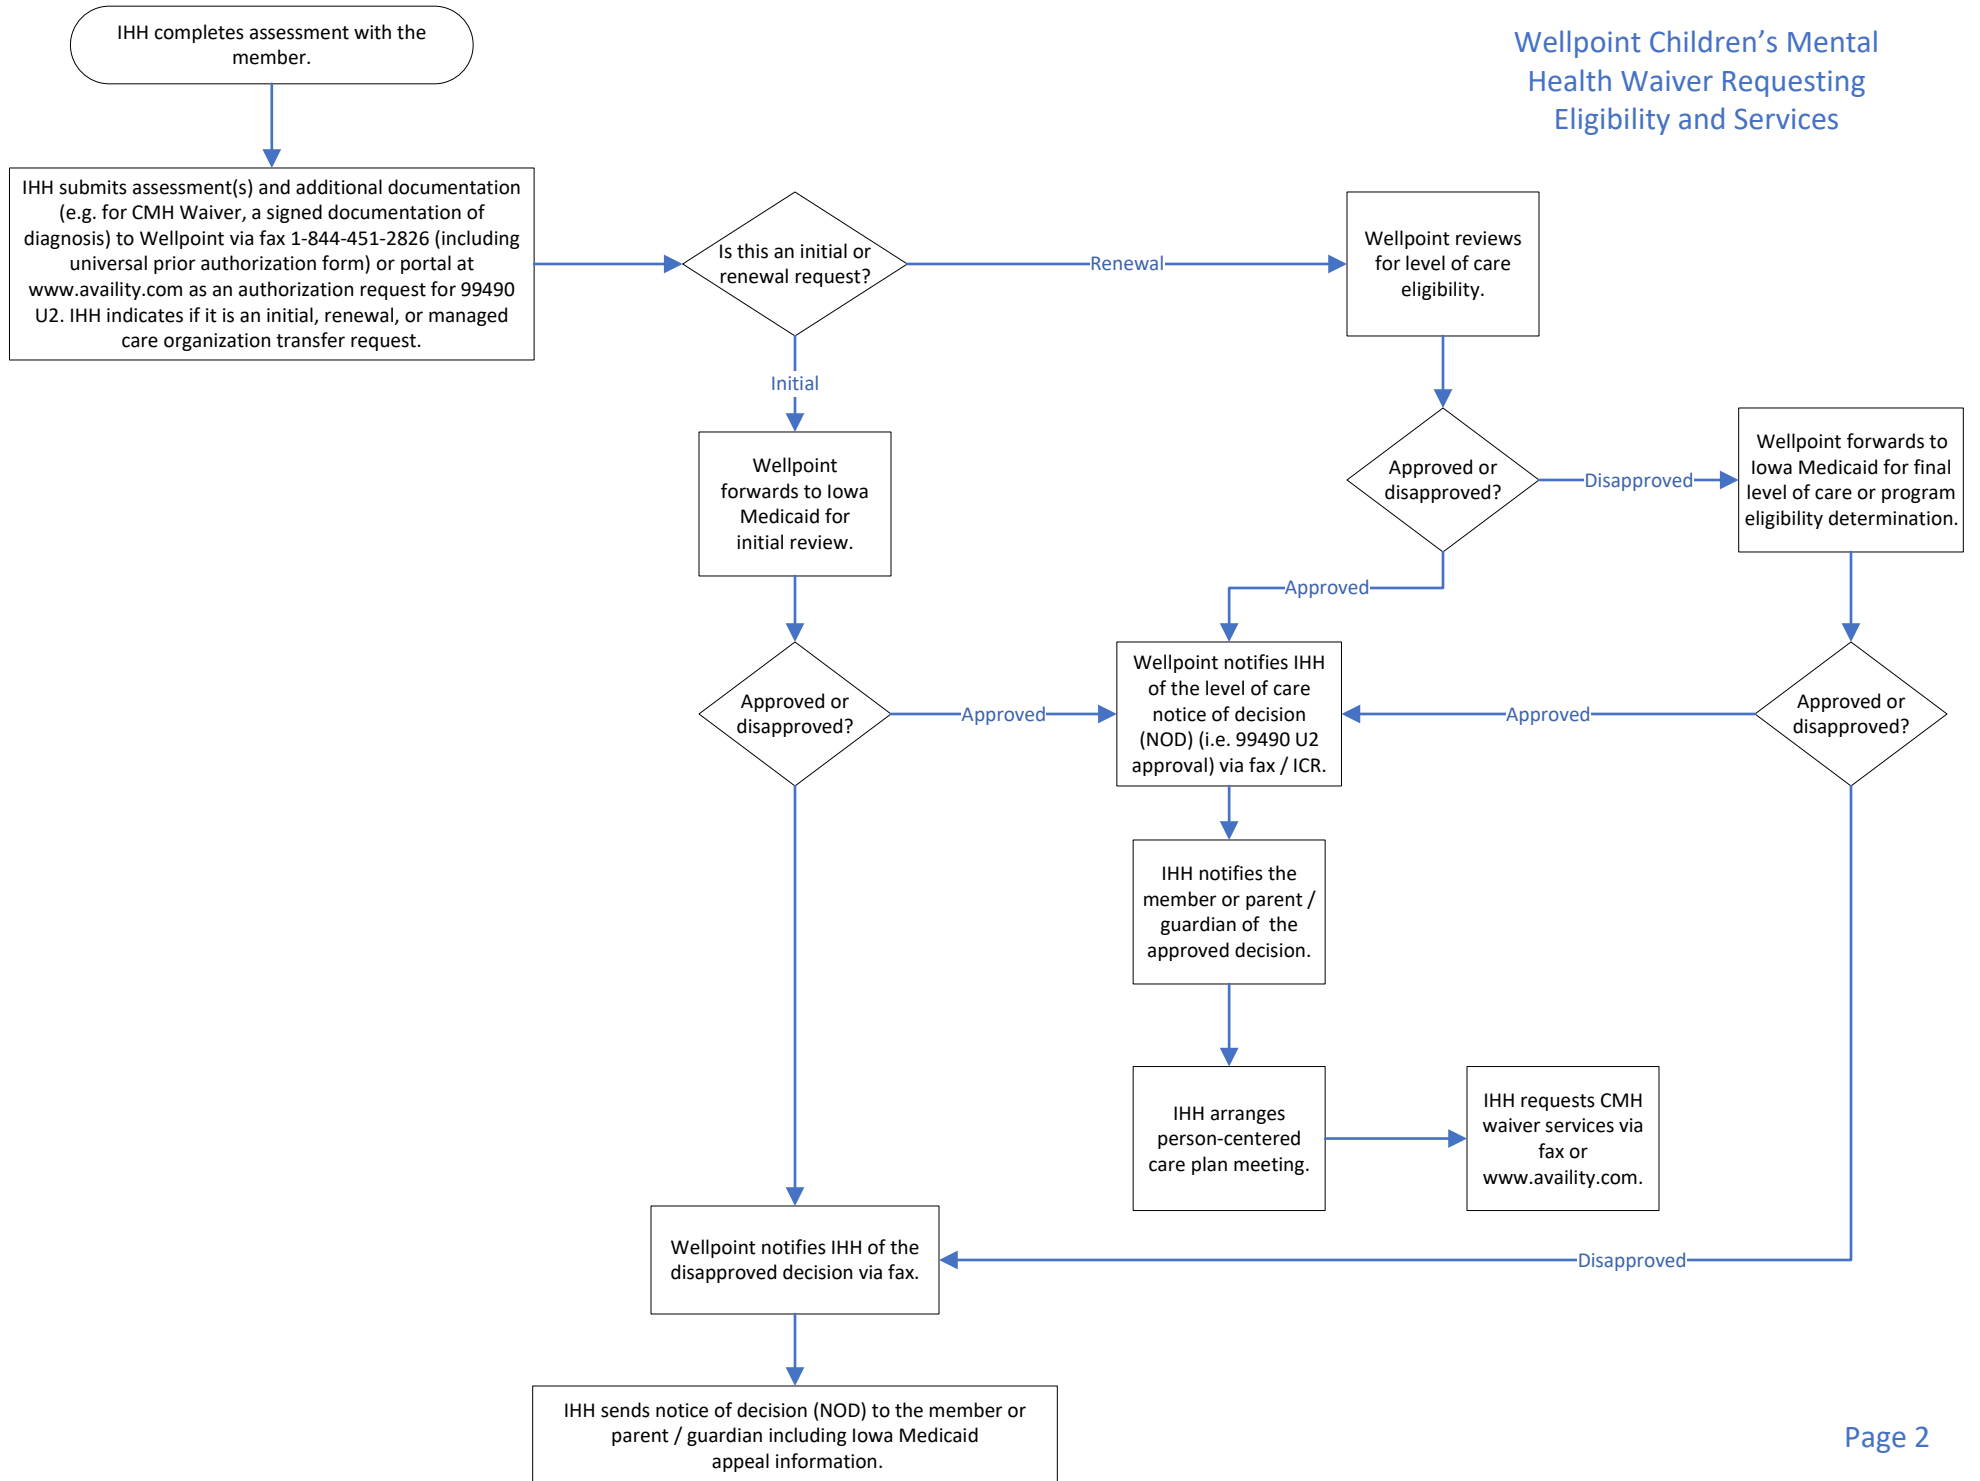 IHH completes assessment with the
member.
Wellpoint Children’s Mental
Health Waiver Requesting
Eligibility and Services
IHH submits assessment(s) and additional documentation
(e.g. for CMH Waiver, a signed documentation of
diagnosis) to Wellpoint via fax 1-844-451-2826 (including
universal prior authorization form) or portal at
www.availity.com as an authorization request for 99490
U2. IHH indicates if it is an initial, renewal, or managed
care organization transfer request.
Is this an initial or
renewal request?
Renewal
Wellpoint reviews
for level of care
eligibility.
Initial
Wellpoint
forwards to Iowa
Medicaid for
initial review.
Approved or
disapproved?
Disapproved
Wellpoint forwards to
Iowa Medicaid for final
level of care or program
eligibility determination.
Approved
Approved or
disapproved?
Approved
Wellpoint notifies IHH
of the level of care
notice of decision
(NOD) (i.e. 99490 U2
approval) via fax / ICR.
Approved
Approved or
disapproved?
IHH notifies the
member or parent /
guardian of  the
approved decision.
IHH arranges
person-centered
care plan meeting.
IHH requests CMH
waiver services via
fax or
www.availity.com.
Wellpoint notifies IHH of the
disapproved decision via fax.
Disapproved
IHH sends notice of decision (NOD) to the member or
parent / guardian including Iowa Medicaid
appeal information.
Page 2